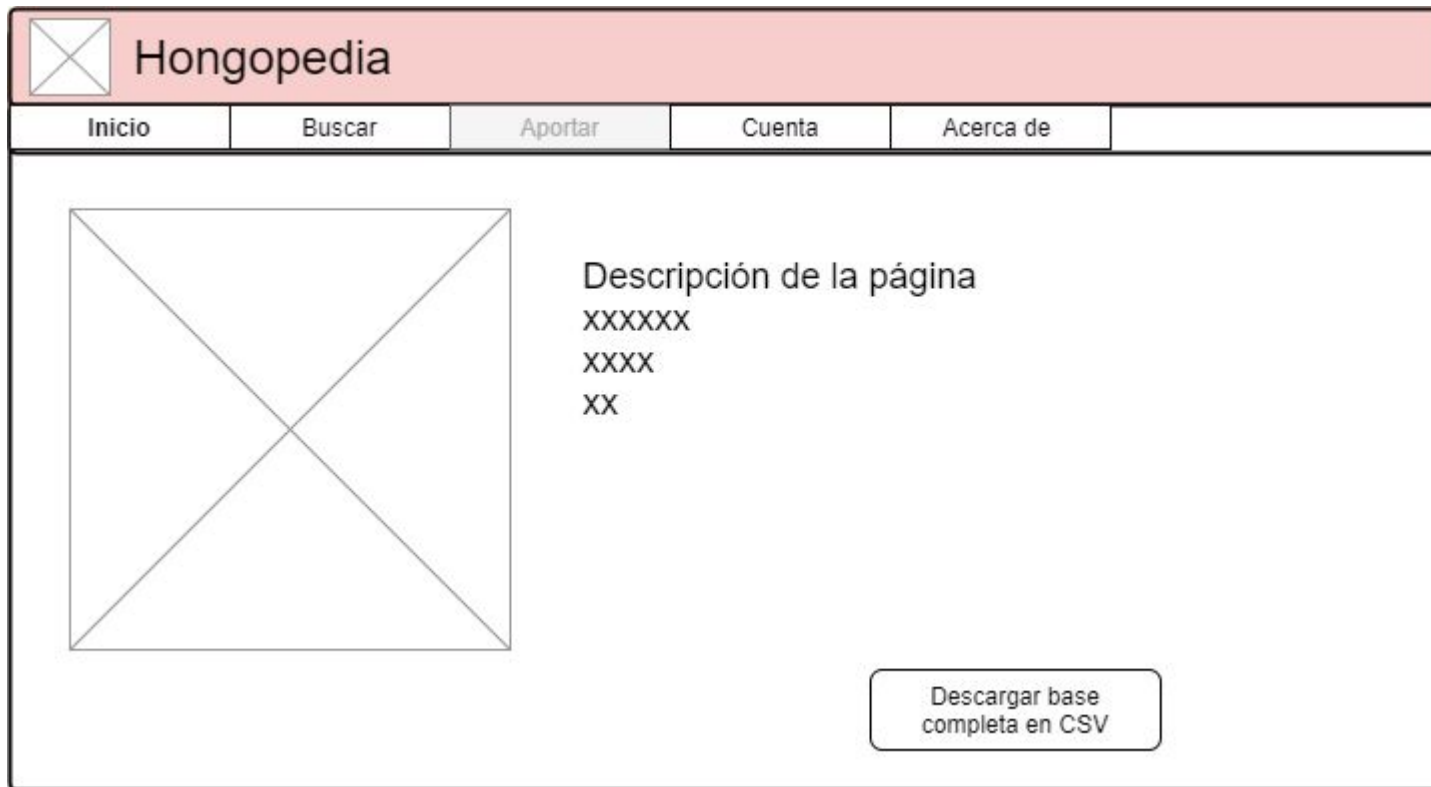 Hongopedia
Inicio Buscar Aportar Cuenta Acerca de
Descripción de la página
xxxxxx
xxxx
xx
Descargar base
completa en CSV